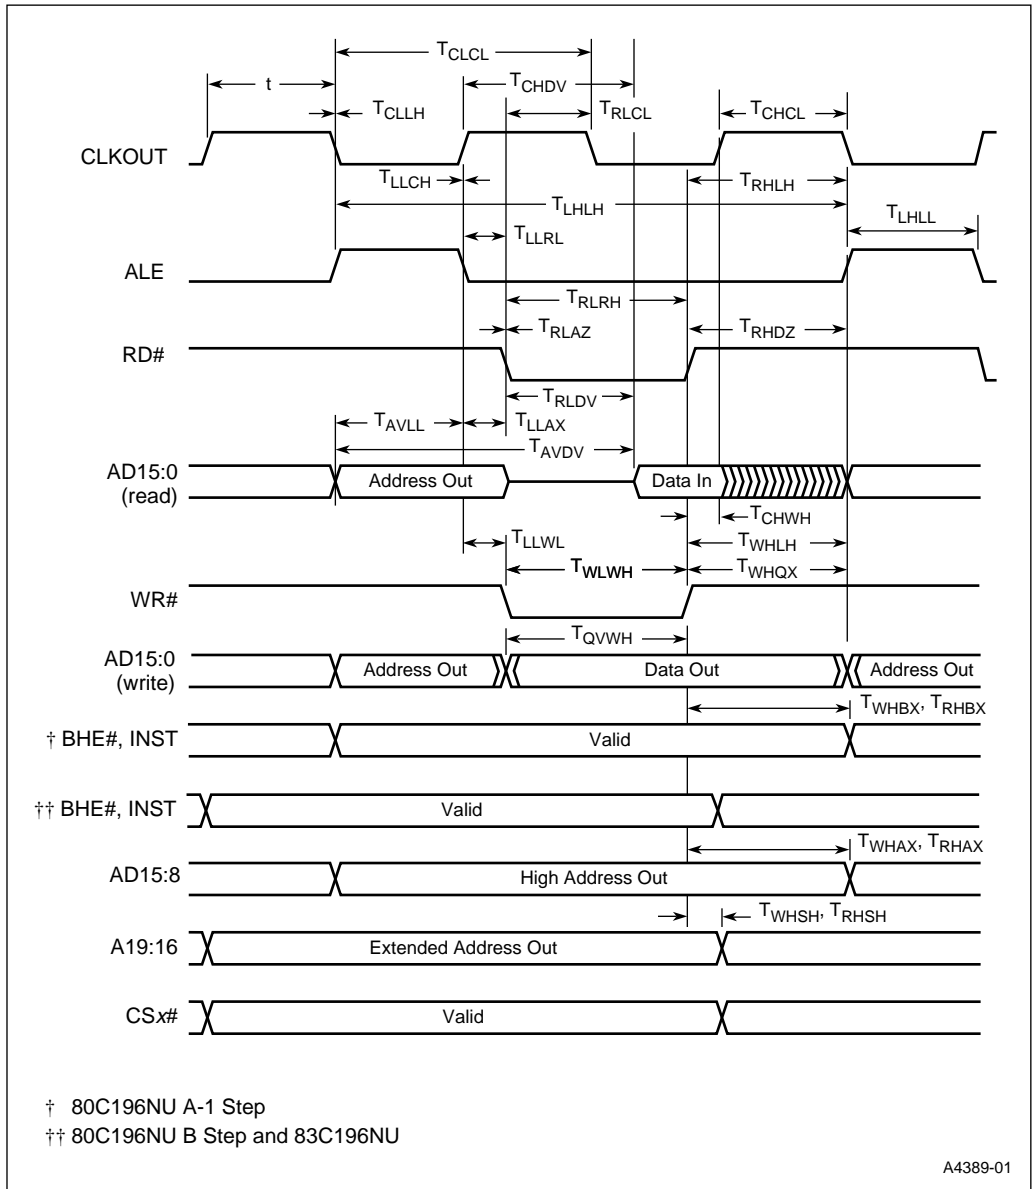 TCLCL
t
TCHDV
TCLLH
TRLCL
TCHCL
CLKOUT
TLLCH
TRHLH
TLHLH
TLHLL
TLLRL
ALE
TRLRH
TRLAZ
TRHDZ
RD#
TRLDV
TAVLL
TLLAX
TAVDV
AD15:0
(read)
Address Out
Data In
TCHWH
TLLWL
TWHLH
TWLWH
TWHQX
WR#
TQVWH
AD15:0
(write)
Address Out
Data Out
Address Out
TWHBX, TRHBX
† BHE#, INST
Valid
†† BHE#, INST
Valid
TWHAX, TRHAX
AD15:8
High Address Out
TWHSH, TRHSH
A19:16
Extended Address Out
CSx#
Valid
† 80C196NU A-1 Step
†† 80C196NU B Step and 83C196NU
A4389-01